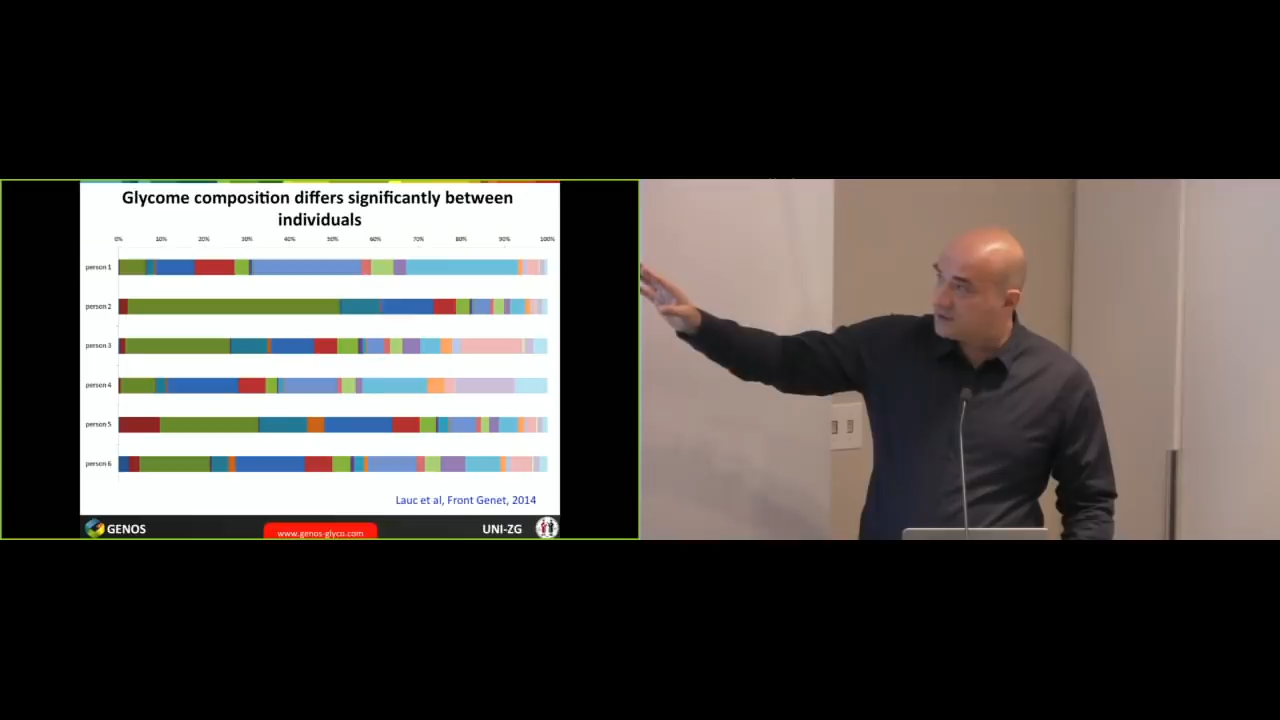 Glycome composition differs significantly between
individuals
0% 10% 20% 30% 40% 50% 60% 70% 80% 90% 100%
person 1
person 2
person 3
person 4
person 5
person 6
Lauc et al, Front Genet, 2014
GENOS
www.genos-glyco.com
UNI-ZG